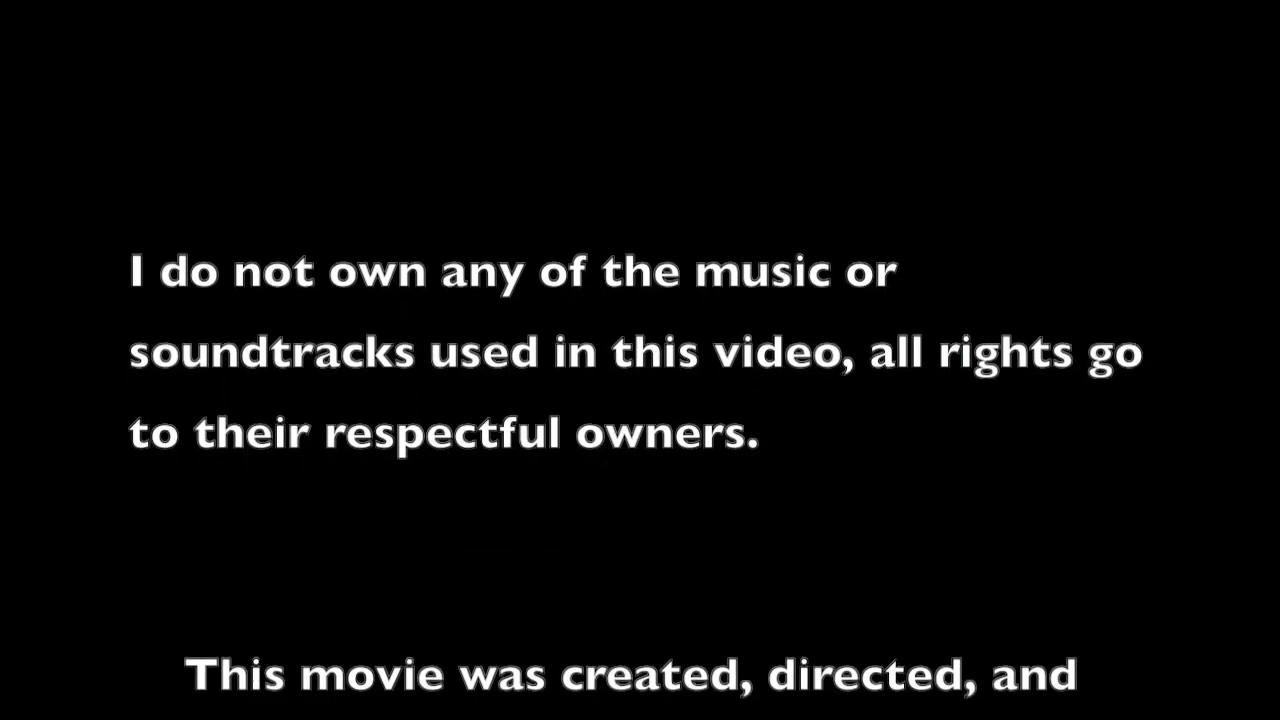 I do not own any of the music or
soundtracks used in this video, all rights go
to their respectful owners.
This movie was created, directed, and